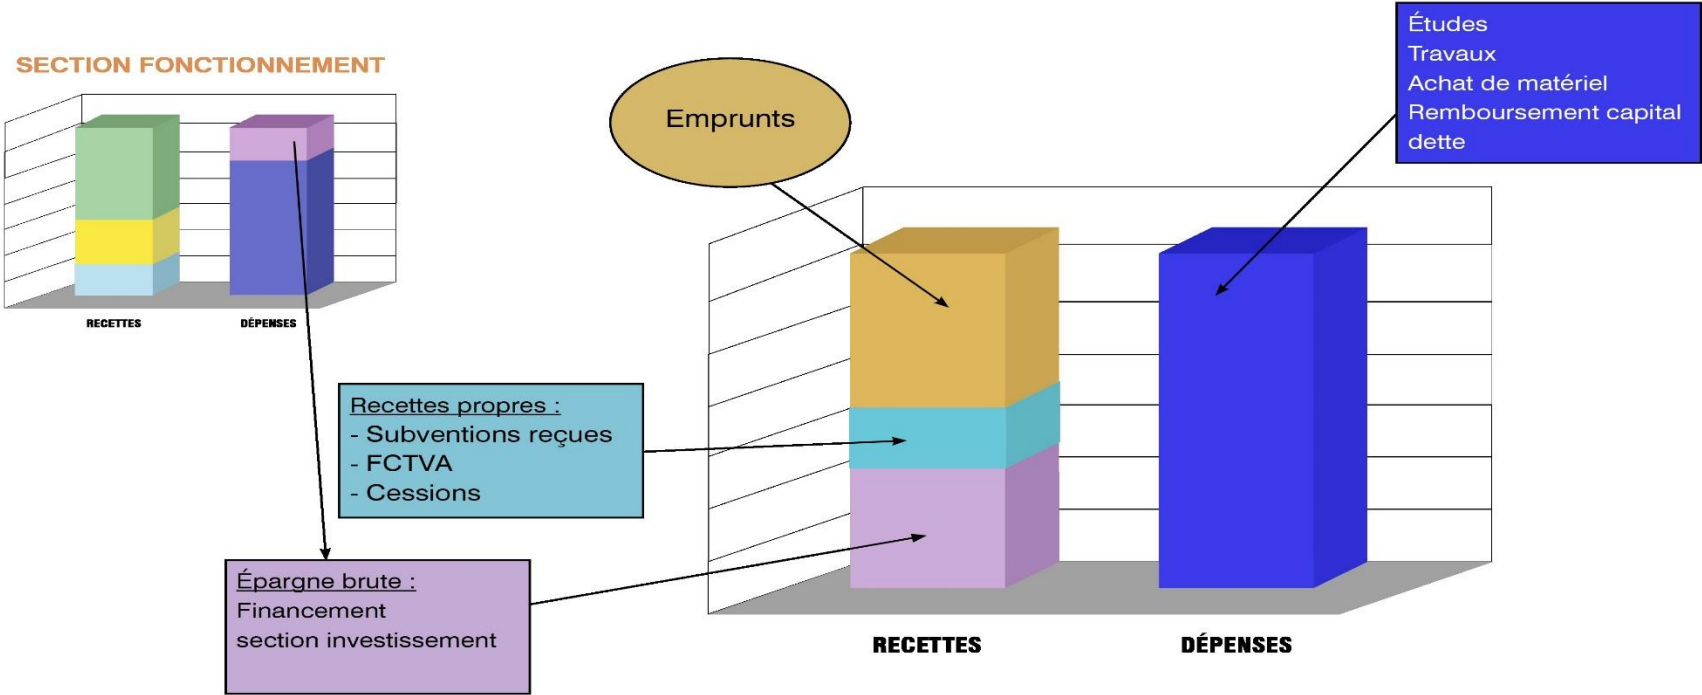 SECTION FONCTIONNEMENT
RECETTES
DÉPENSES
Emprunts
Études
Travaux
Achat de matériel
Remboursement capital
dette
Recettes propres :
- Subventions reçues
- FCTVA
- Cessions
Épargne brute :
Financement
section investissement
RECETTES
DÉPENSES